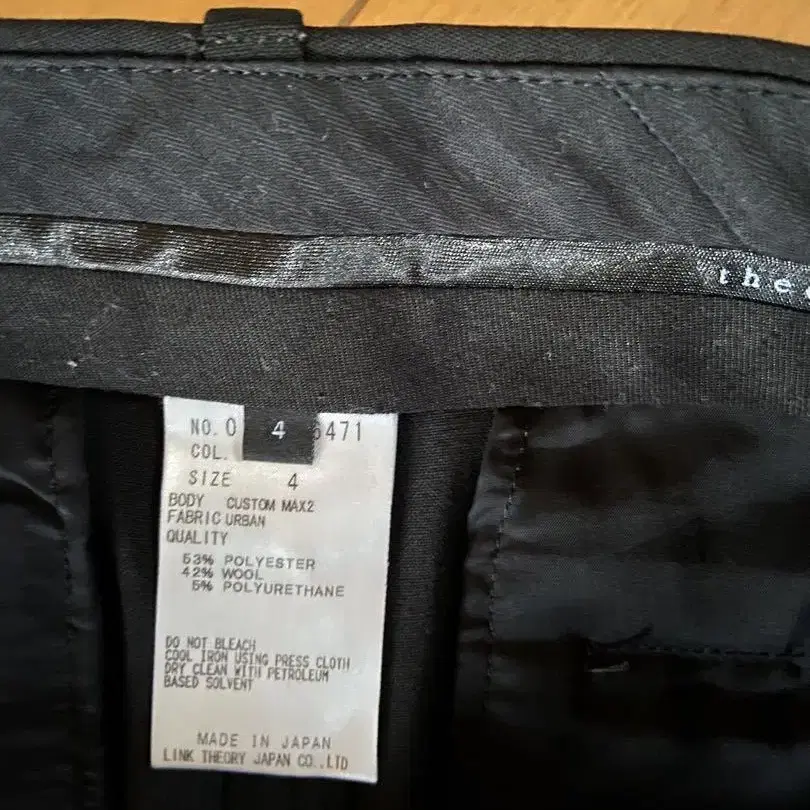 the
NO. 0 4 6471
COL.
SIZE 4
BODY CUSTOM MAX2
FABRIC URBAN
QUALITY
53% POLYESTER
42% WOOL
5% POLYURETHANE
DO NOT BLEACH
COOL IRON USING PRESS CLOTH
DRY CLEAN WITH PETROLEUM
BASED SOLVENT
MADE IN JAPAN
LINK THEORY JAPAN CO.,LTD